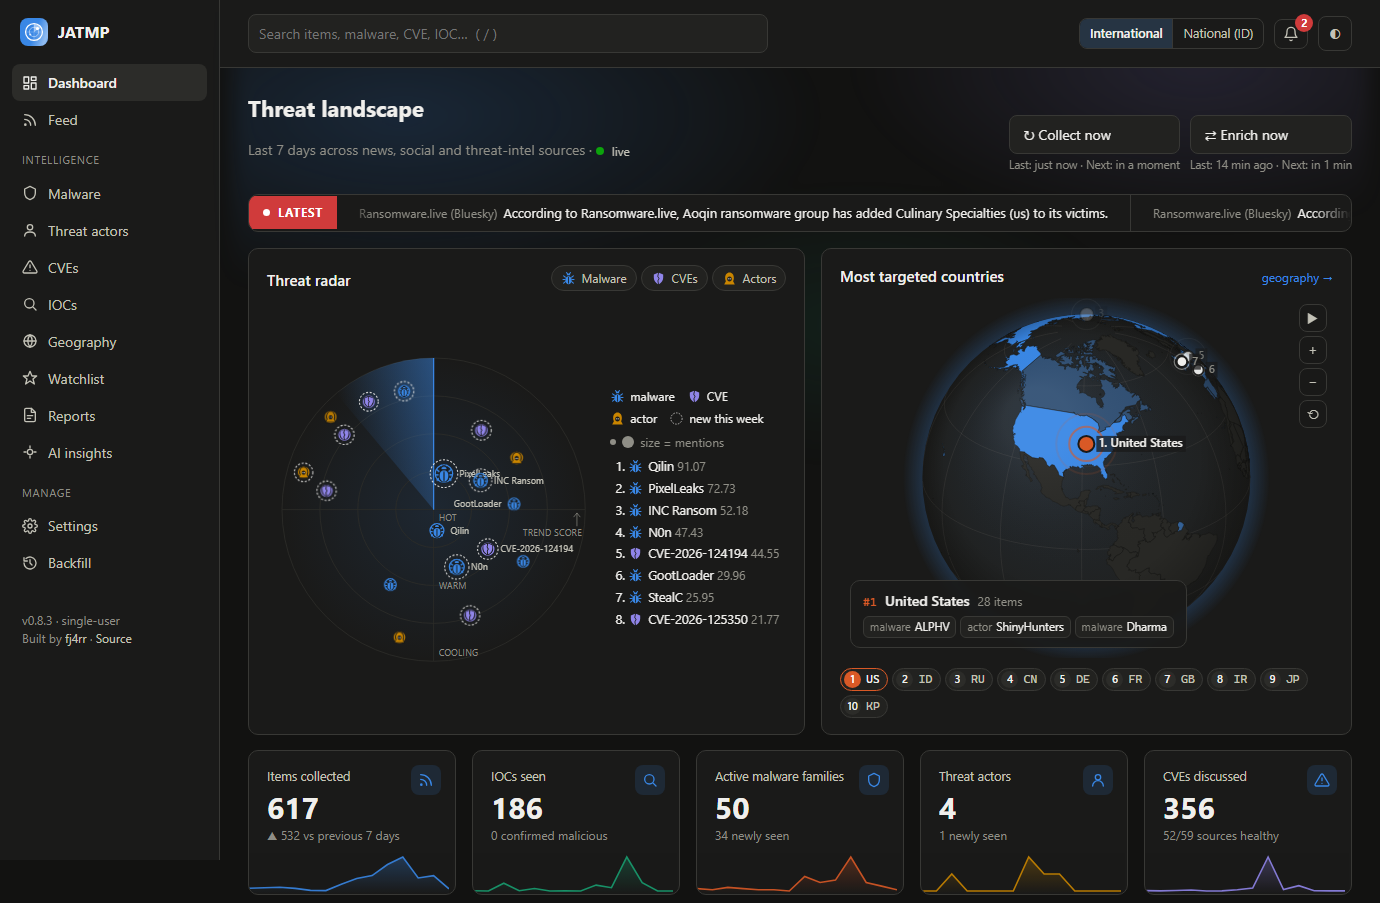 JATMP
Dashboard
Feed
INTELLIGENCE
Malware
Threat actors
CVEs
IOCs
Geography
Watchlist
Reports
AI insights
MANAGE
Settings
Backfill
v0.8.3 · single-user
Built by fj4rr · Source
Search items, malware, CVE, IOC... ( / )
International
National (ID)
2
Threat landscape
Last 7 days across news, social and threat-intel sources · live
↻ Collect now
Last: just now · Next: in a moment
⇄ Enrich now
Last: 14 min ago · Next: in 1 min
LATEST
Ransomware.live (Bluesky) According to Ransomware.live, Aoqin ransomware group has added Culinary Specialties (us) to its victims.
Ransomware.live (Bluesky) Accordin
Threat radar
Malware
CVEs
Actors
PixelLeaks
INC Ransom
GootLoader
HOT
Qilin
TREND SCORE
CVE-2026-124194
N0n
WARM
COOLING
malware CVE
actor new this week
size = mentions
1. Qilin 91.07
2. PixelLeaks 72.73
3. INC Ransom 52.18
4. N0n 47.43
5. CVE-2026-124194 44.55
6. GootLoader 29.96
7. StealC 25.95
8. CVE-2026-125350 21.77
Most targeted countries
geography →
3
5
7
6
1. United States
#1 United States 28 items
malware ALPHV
actor ShinyHunters
malware Dharma
1 US
2 ID
3 RU
4 CN
5 DE
6 FR
7 GB
8 IR
9 JP
10 KP
Items collected
617
▲ 532 vs previous 7 days
IOCs seen
186
0 confirmed malicious
Active malware families
50
34 newly seen
Threat actors
4
1 newly seen
CVEs discussed
356
52/59 sources healthy